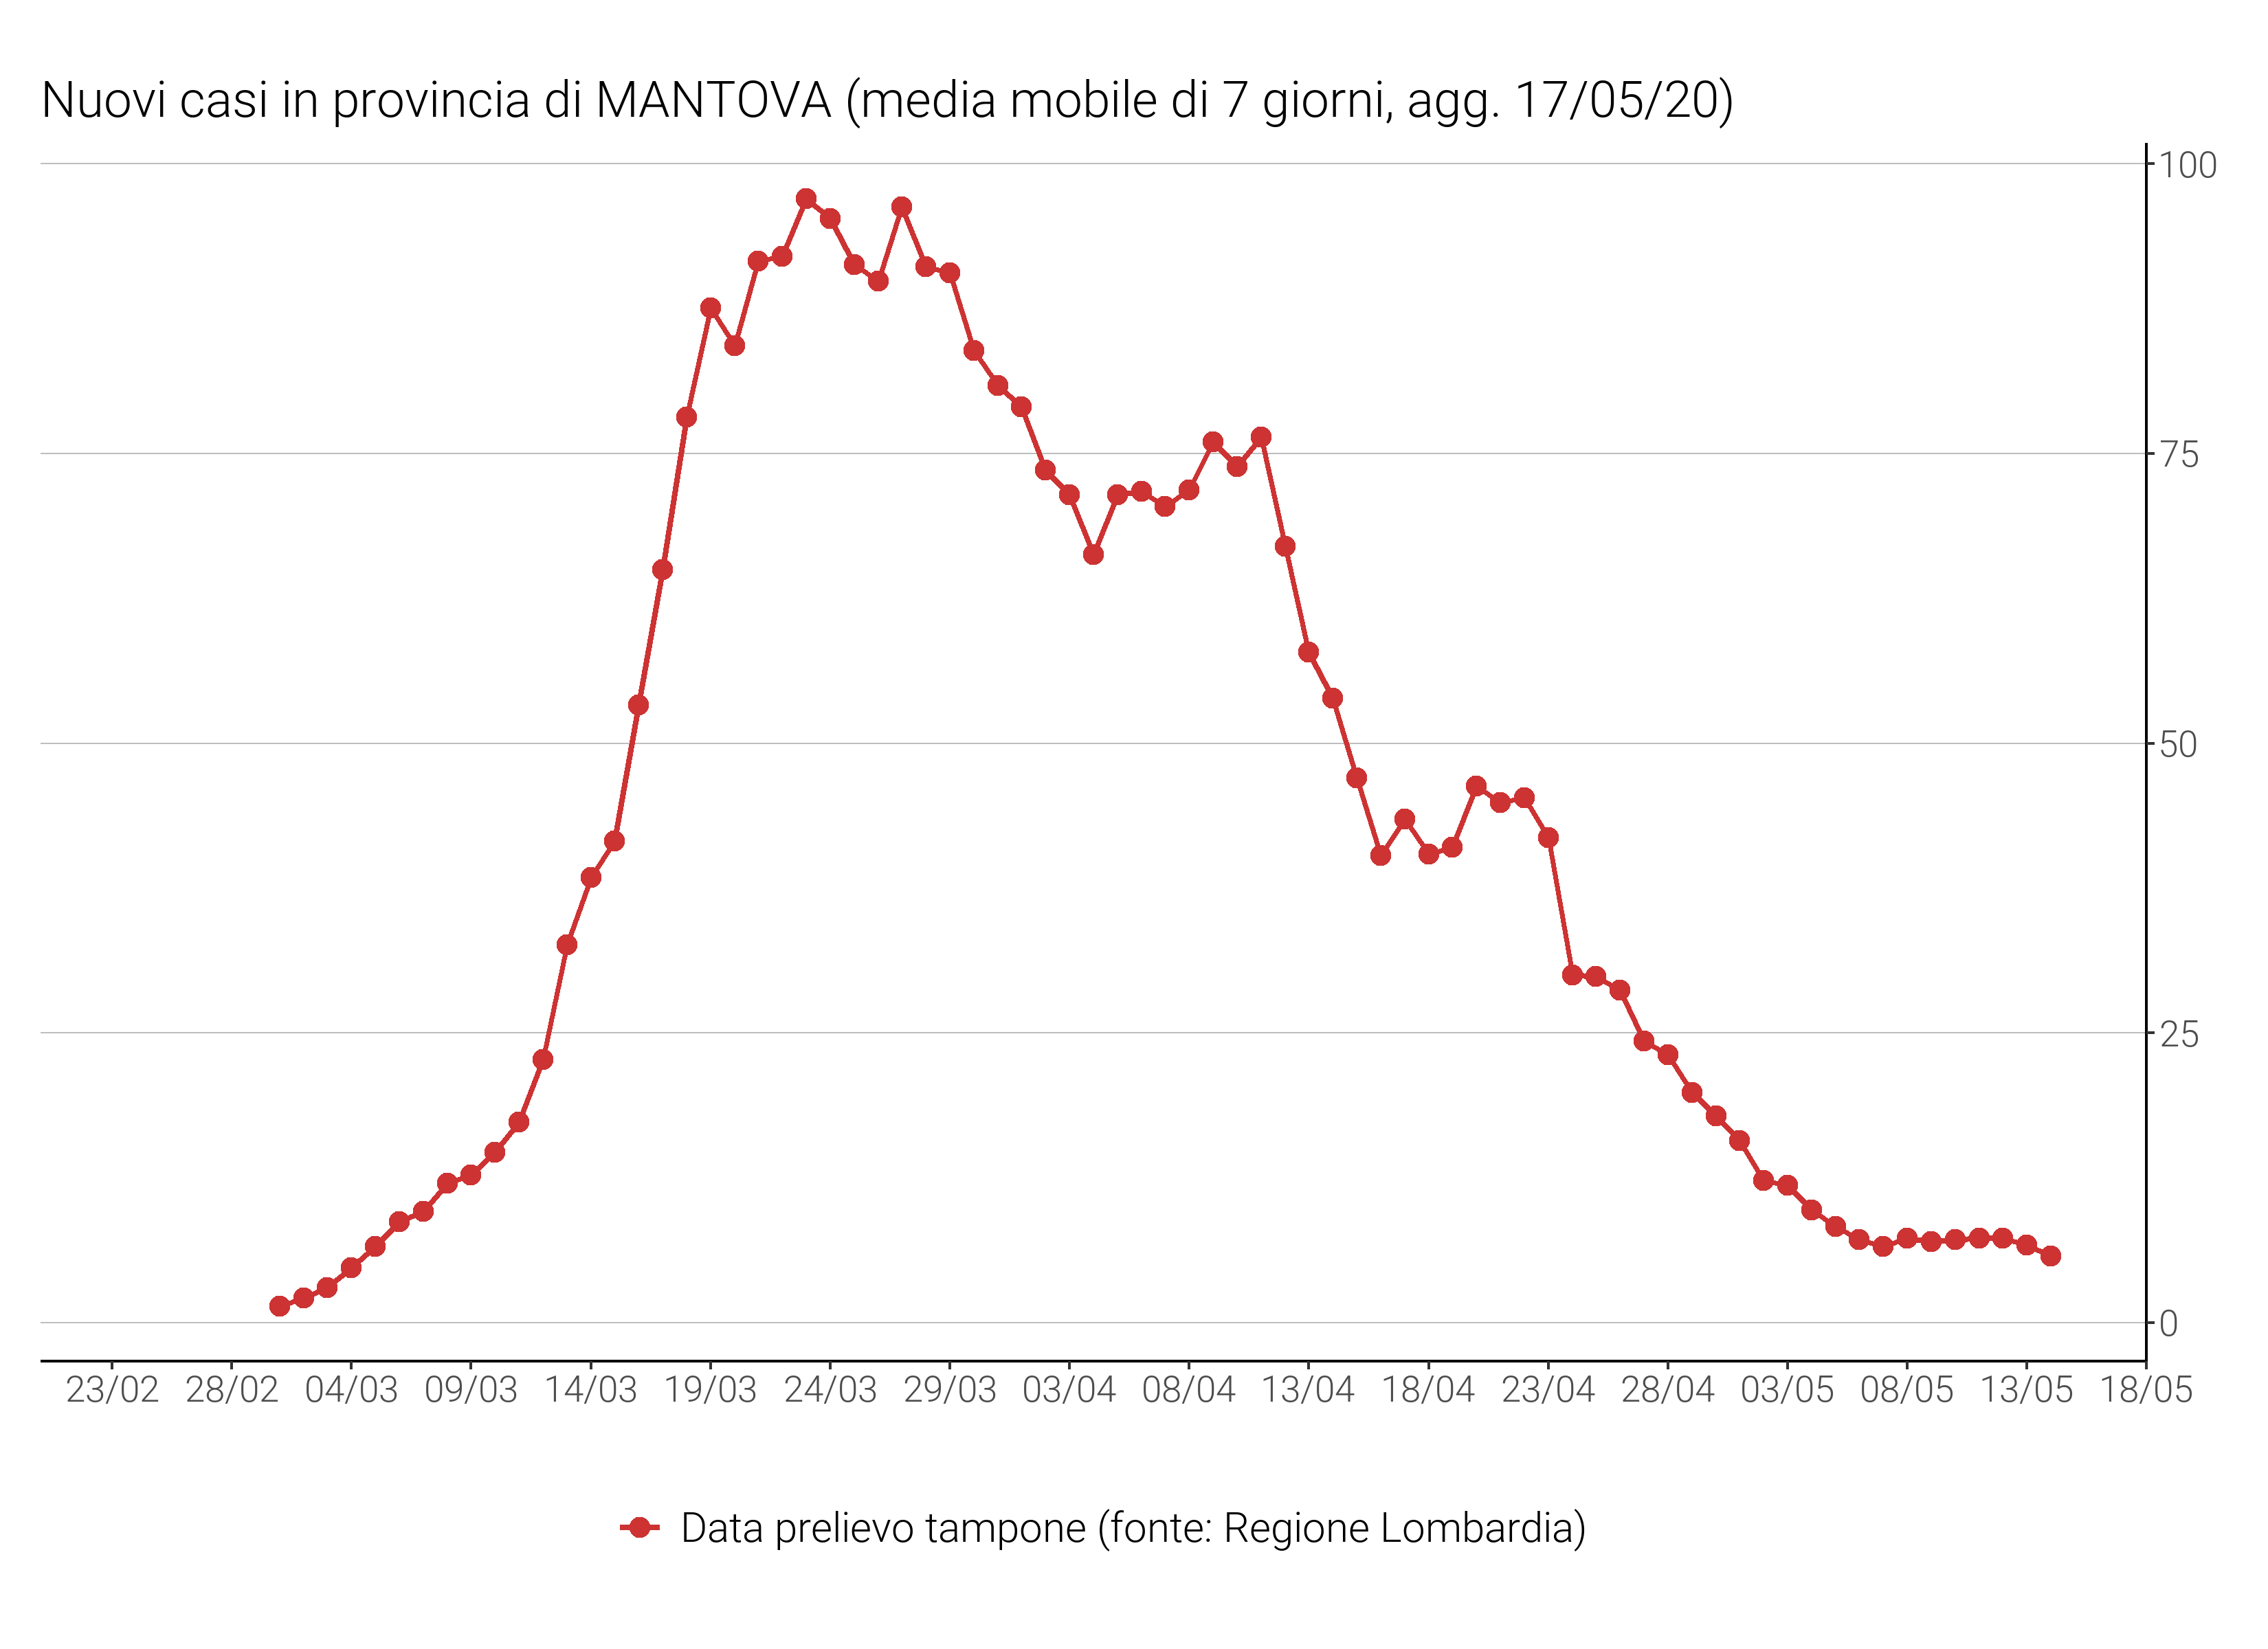 Nuovi casi in provincia di MANTOVA (media mobile di 7 giorni, agg. 17/05/20)
100
75
50
25
0
23/02 28/02 04/03 09/03 14/03 19/03 24/03 29/03 03/04 08/04 13/04 18/04 23/04 28/04 03/05 08/05 13/05 18/05
Data prelievo tampone (fonte: Regione Lombardia)